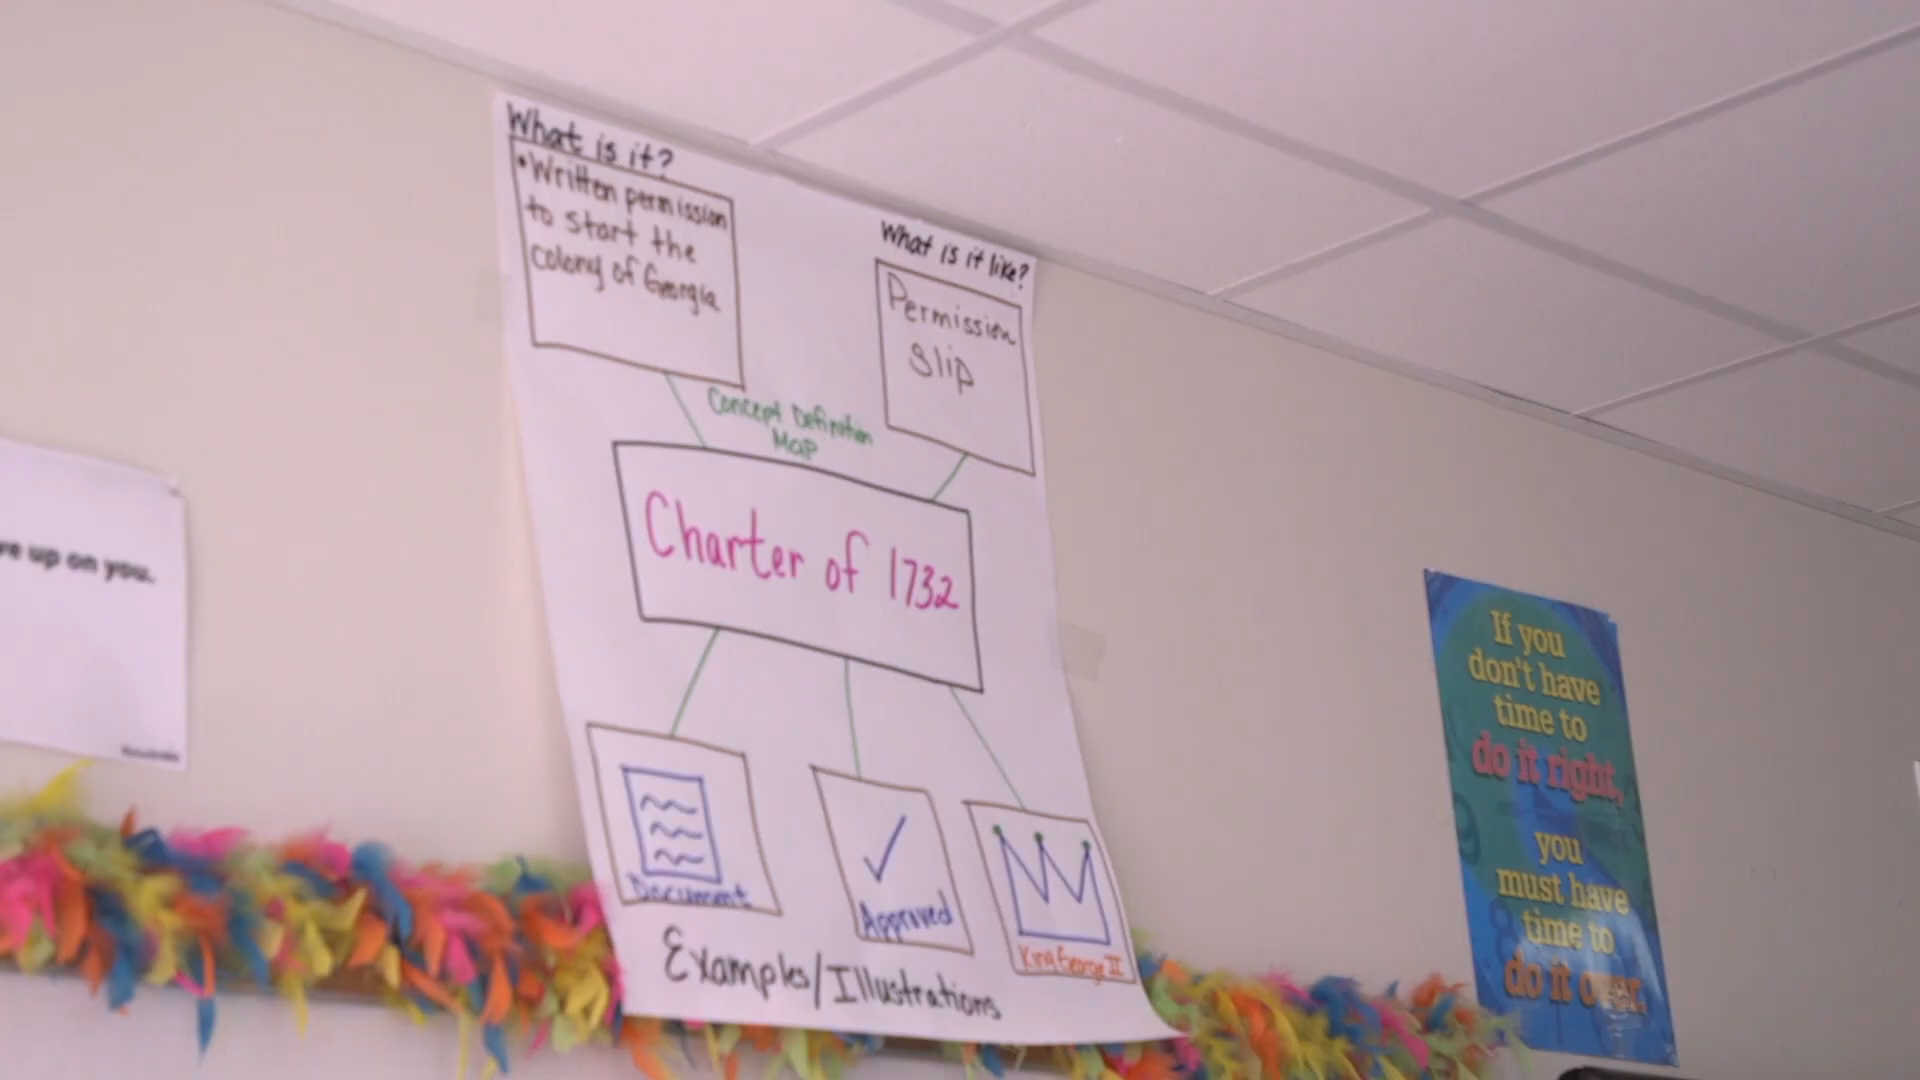 What is it?
•Written permission
to start the
colony of Georgia
What is it like?
Permission
Slip
Concept Definition
Map
Charter of 1732
Document
Approved
King George II
Examples/Illustrations
up on you.
If you
don't have
time to
do it right,
you
must have
time to
do it over.